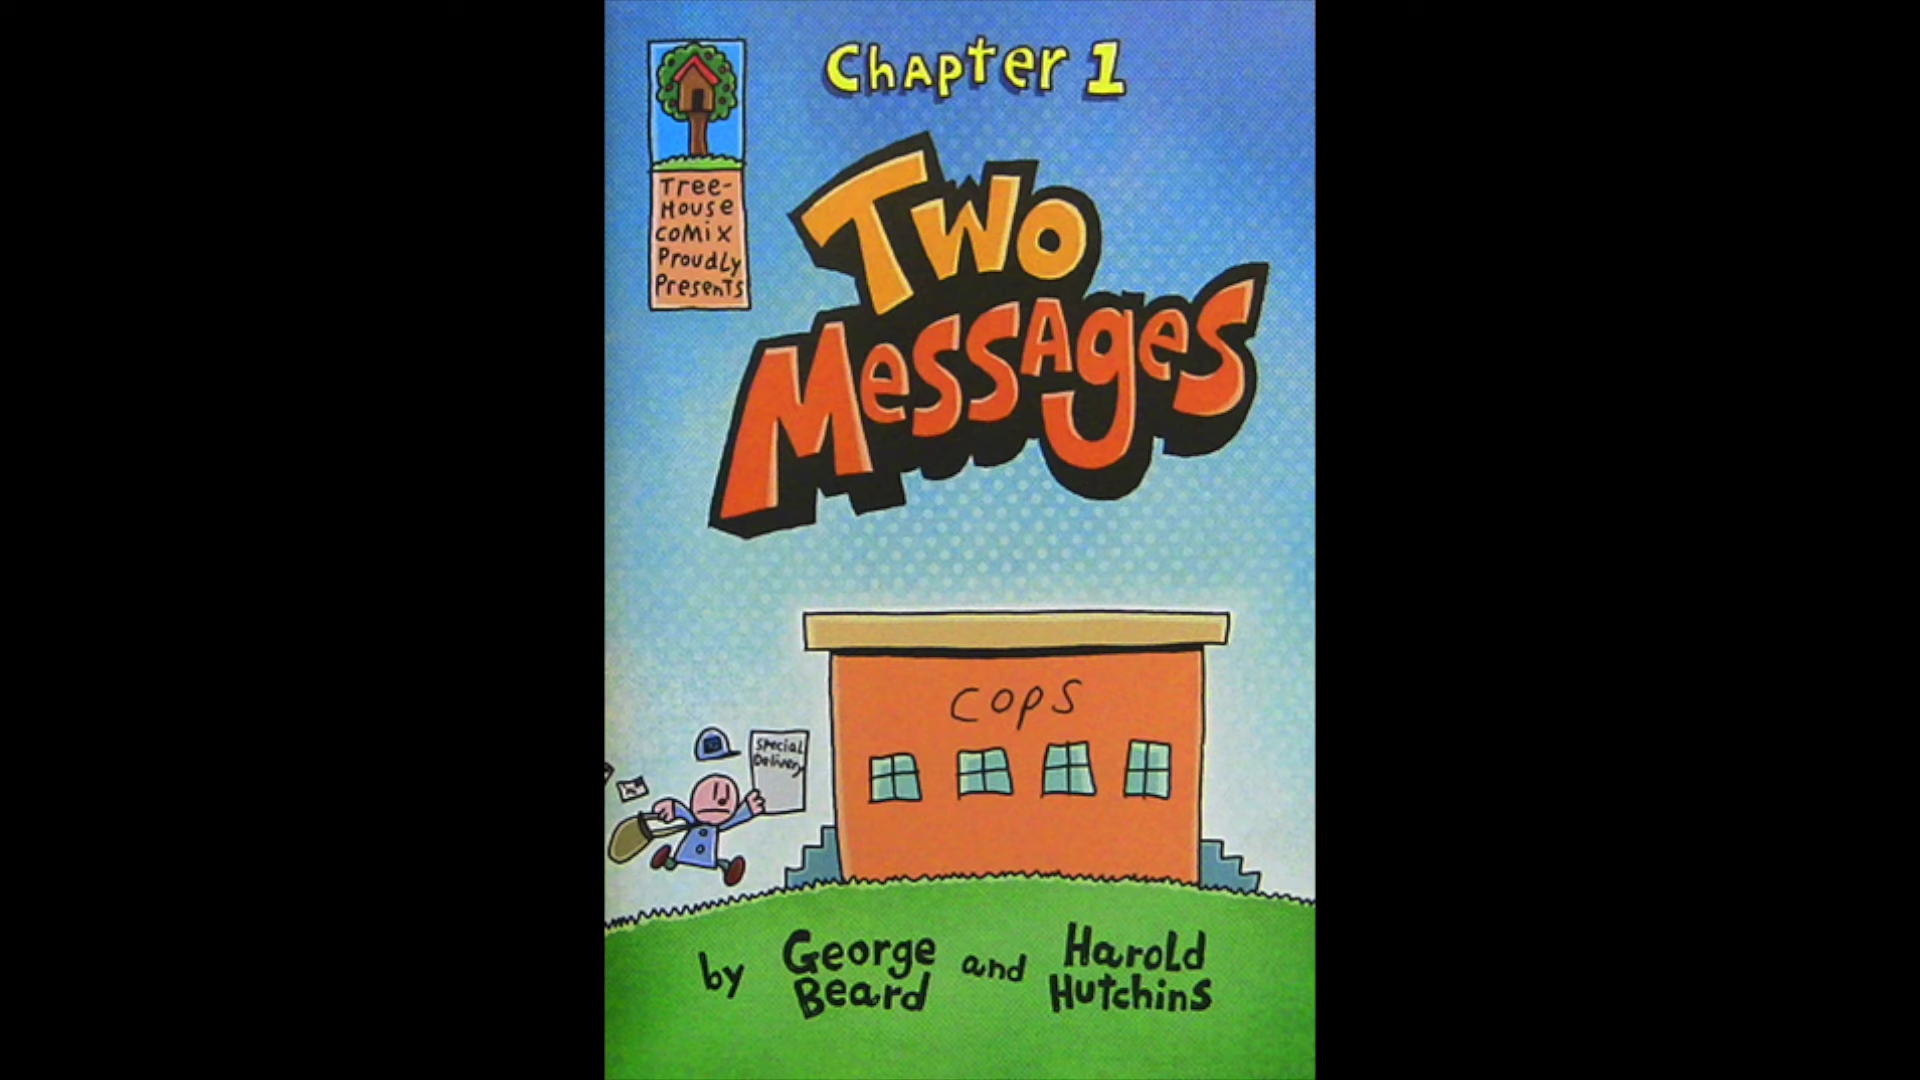 Chapter 1
Tree-
House
Comix
Proudly
Presents
Two
Messages
Cops
Special
Delivery
by George Beard and Harold Hutchins